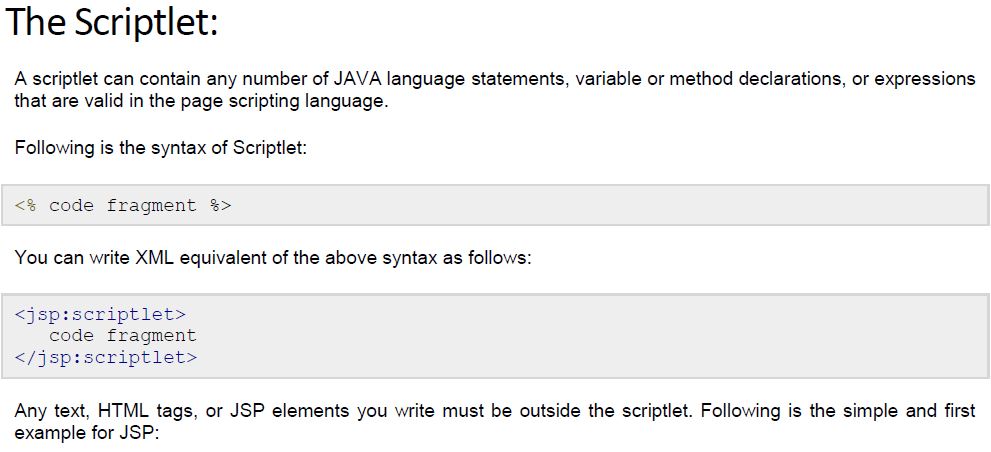 The Scriptlet:
A scriptlet can contain any number of JAVA language statements, variable or method declarations, or expressions
that are valid in the page scripting language.
Following is the syntax of Scriptlet:
<% code fragment %>
You can write XML equivalent of the above syntax as follows:
<jsp:scriptlet>
   code fragment
</jsp:scriptlet>
Any text, HTML tags, or JSP elements you write must be outside the scriptlet. Following is the simple and first
example for JSP: